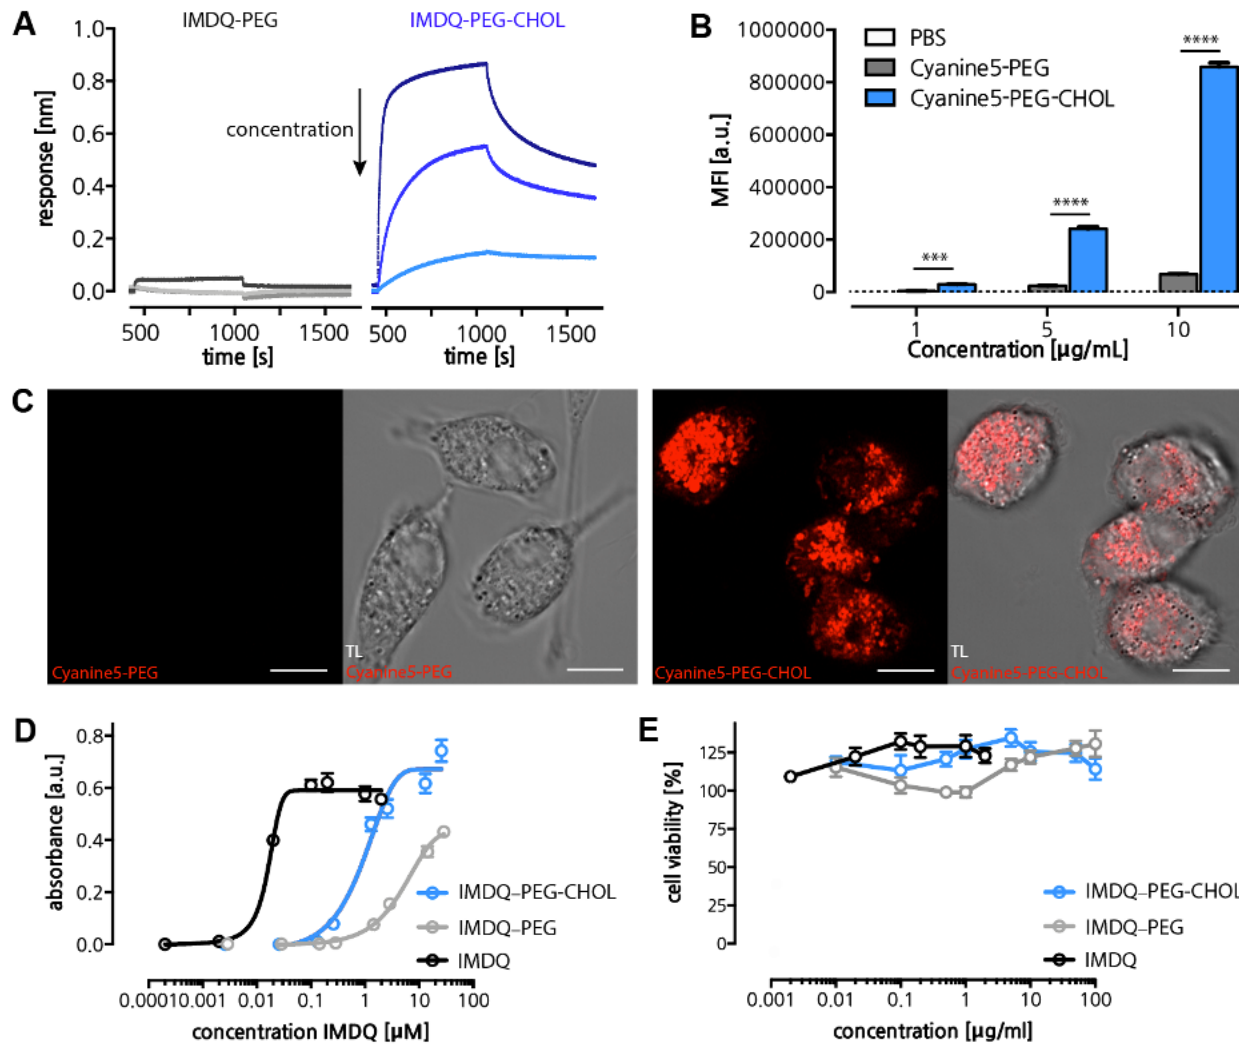 A
IMDQ-PEG
IMDQ-PEG-CHOL
response [nm]
1.0
0.8
0.6
0.4
0.2
0.0
concentration
500
1000
1500
time [s]
500
1000
1500
time [s]
B
PBS
Cyanine5-PEG
Cyanine5-PEG-CHOL
MFI [a.u.]
1000000
800000
600000
400000
200000
0
***
****
****
1
5
10
Concentration [µg/mL]
C
Cyanine5-PEG
TL
Cyanine5-PEG
Cyanine5-PEG-CHOL
TL
Cyanine5-PEG-CHOL
D
absorbance [a.u.]
0.8
0.6
0.4
0.2
0.0
IMDQ–PEG-CHOL
IMDQ–PEG
IMDQ
0.0001
0.001
0.01
0.1
1
10
100
concentration IMDQ [µM]
E
cell viability [%]
125
100
75
50
25
0
IMDQ–PEG-CHOL
IMDQ–PEG
IMDQ
0.001
0.01
0.1
1
10
100
concentration [µg/ml]